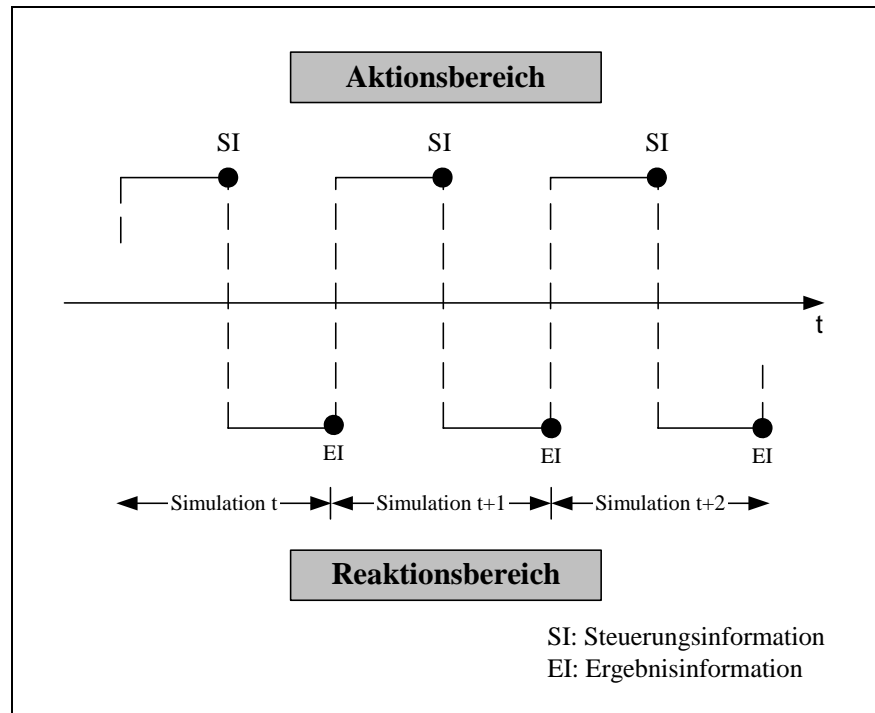 Aktionsbereich
SI SI SI
t
EI EI EI
Simulation t Simulation t+1 Simulation t+2
Reaktionsbereich
SI: Steuerungsinformation
EI: Ergebnisinformation